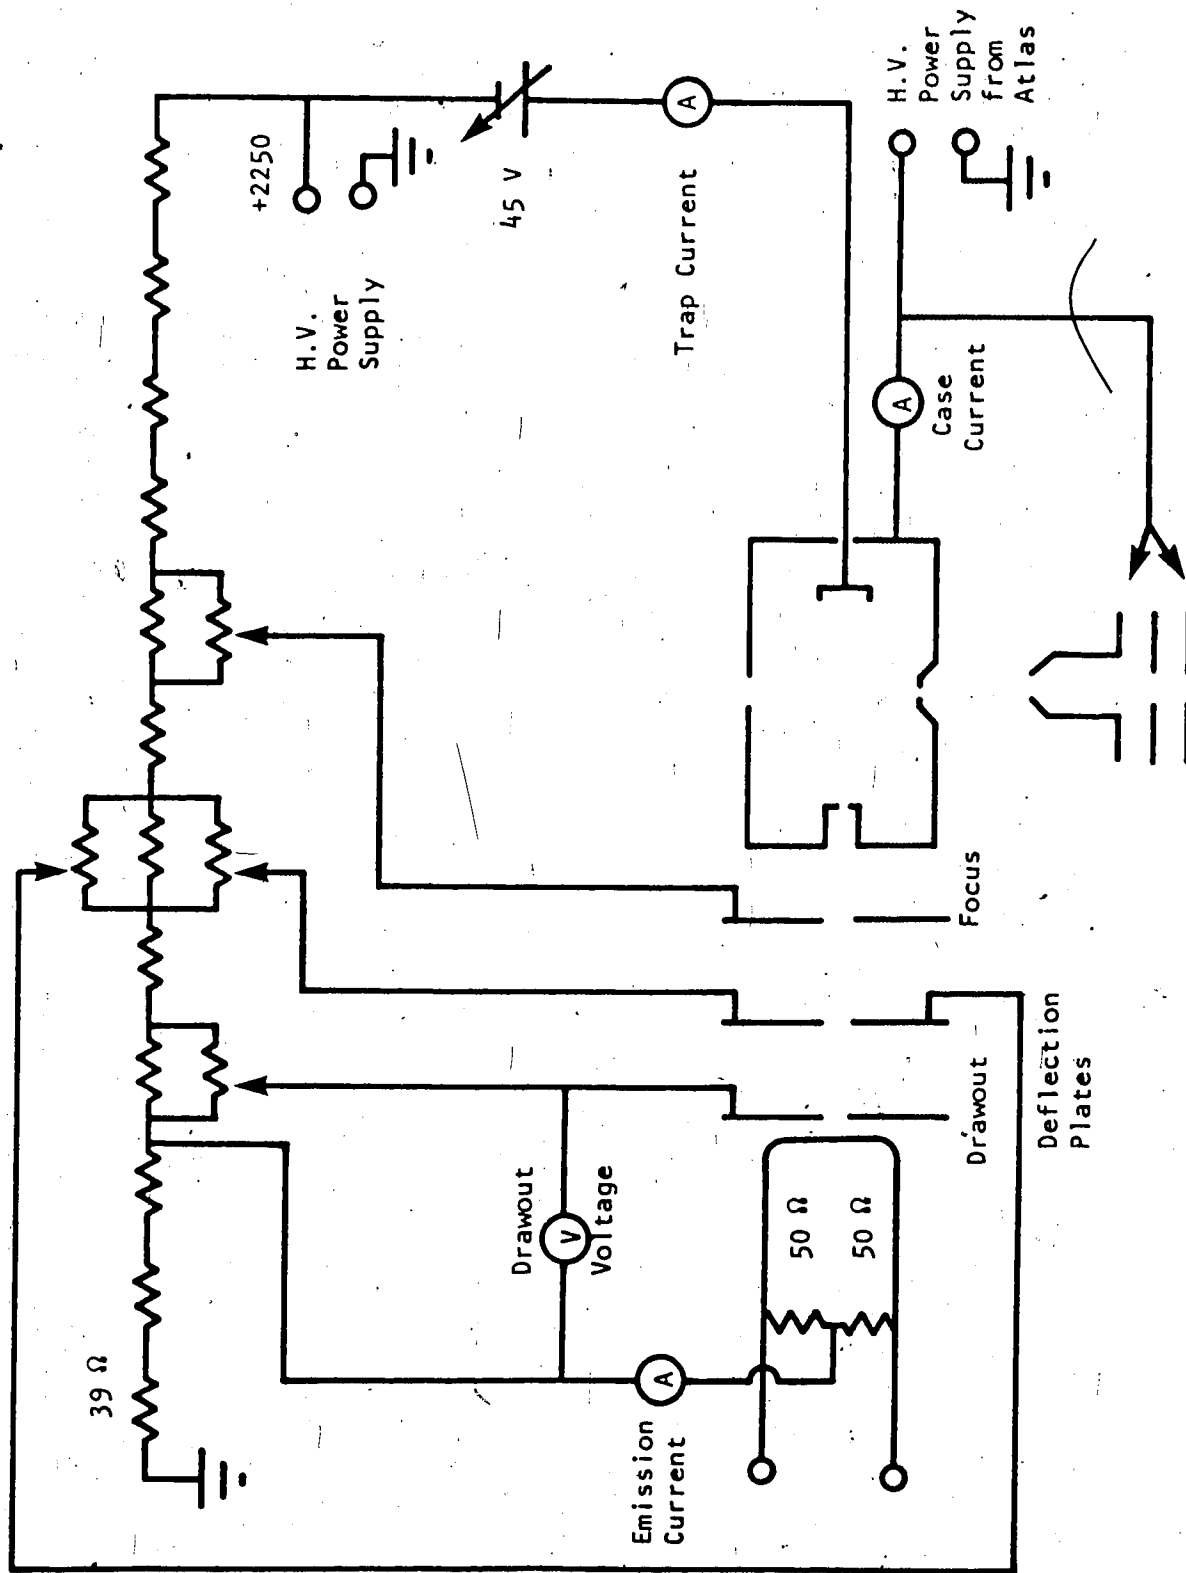 39 Ω
+2250
H.V.
Power
Supply
45 V
A
Trap Current
H.V.
Power
Supply
from
Atlas
A
Case
Current
Drawout
Voltage
V
Emission
Current
A
50 Ω
50 Ω
Focus
Drawout
Deflection
Plates